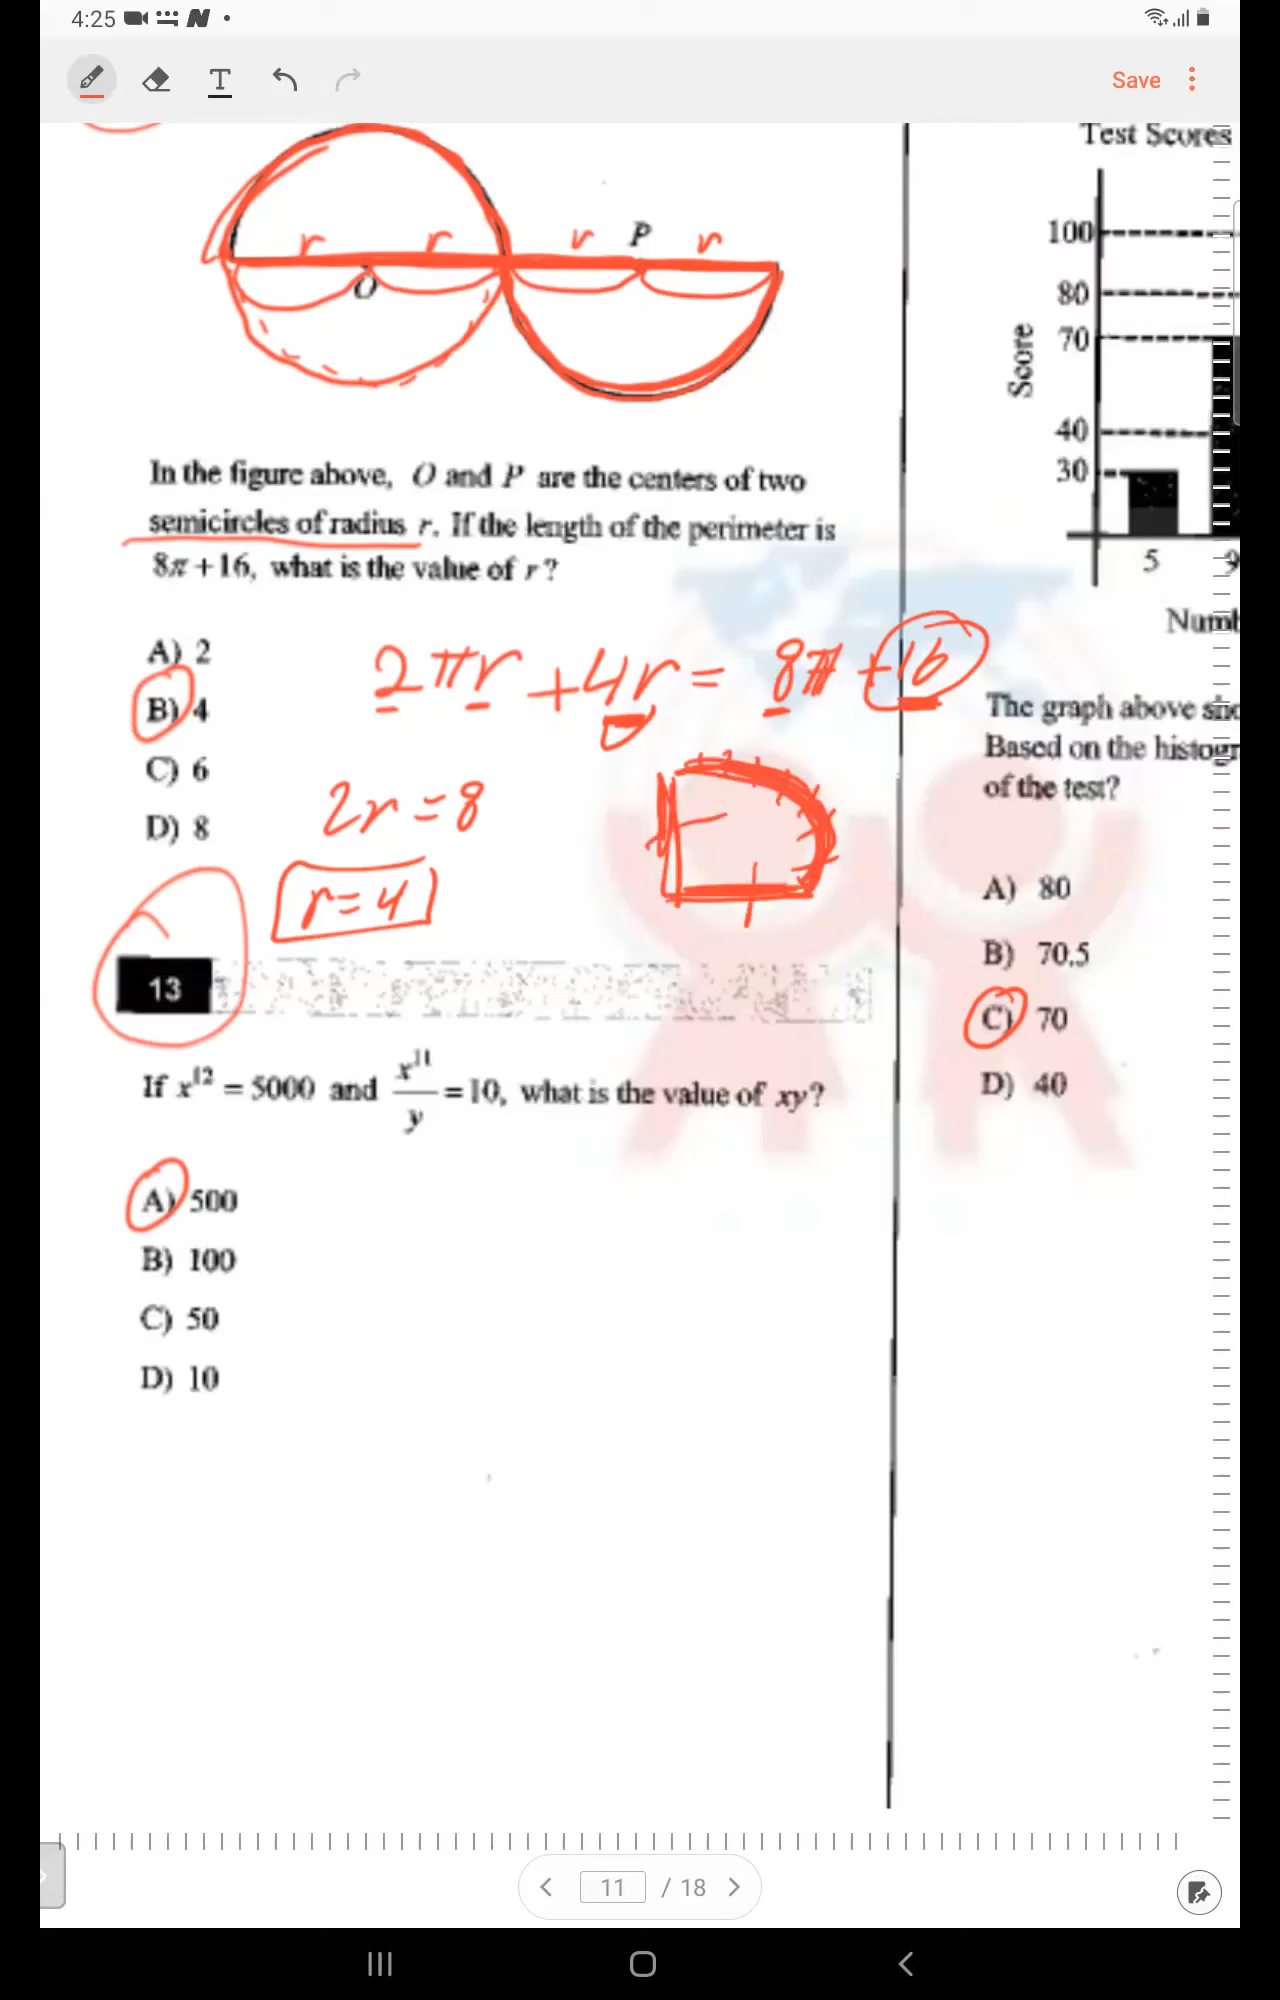 4:25
T
Save
r r r P r
O
In the figure above, O and P are the centers of two
semicircles of radius r. If the length of the perimeter is
8π + 16, what is the value of r ?
A) 2
B) 4
C) 6
D) 8
2πr + 4r = 8π + 16
2r = 8
r = 4
13
If x^12 = 5000 and x^11/y = 10, what is the value of xy?
A) 500
B) 100
C) 50
D) 10
Test Scores
Score
100
80
70
40
30
5
9
The graph above
Based on the
of the test?
A) 80
B) 70.5
C) 70
D) 40
11 / 18